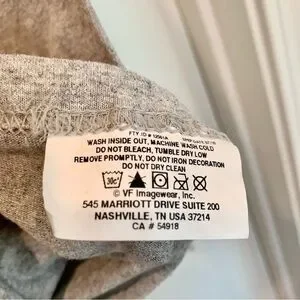 FTY ID # 12561A
WASH INSIDE OUT, MACHINE WASH COLD
DO NOT BLEACH, TUMBLE DRY LOW
REMOVE PROMPTLY, DO NOT IRON DECORATION
DO NOT DRY CLEAN
© VF Imagewear, Inc.
545 MARRIOTT DRIVE SUITE 200
NASHVILLE, TN USA 37214
CA # 54918